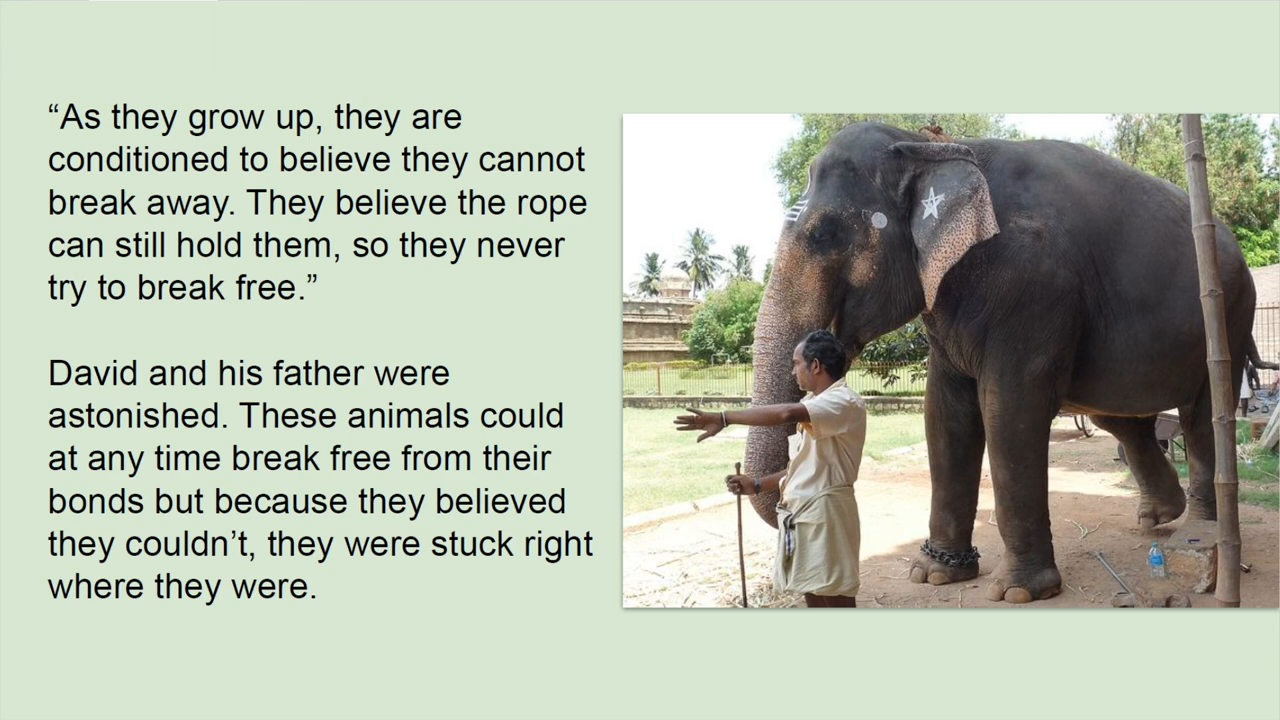 “As they grow up, they are
conditioned to believe they cannot
break away. They believe the rope
can still hold them, so they never
try to break free.”
David and his father were
astonished. These animals could
at any time break free from their
bonds but because they believed
they couldn’t, they were stuck right
where they were.